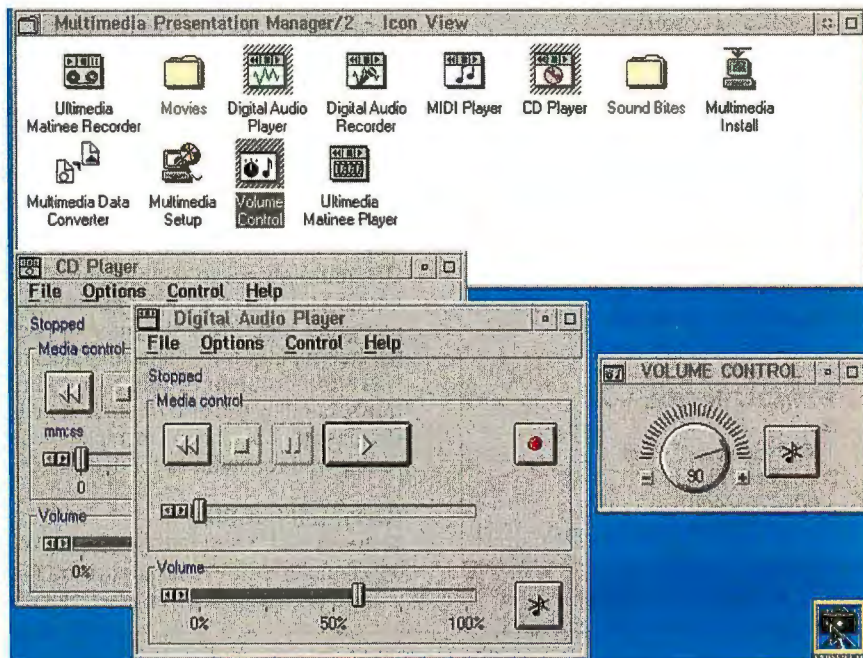 Multimedia Presentation Manager/2 - Icon View
Ultimedia Matinee Recorder
Movies
Digital Audio Player
Digital Audio Recorder
MIDI Player
CD Player
Sound Bites
Multimedia Install
Multimedia Data Converter
Multimedia Setup
Volume Control
Ultimedia Matinee Player
CD Player
File Options Control Help
Stopped
Media control
mm:ss
0
Volume
0%
Digital Audio Player
File Options Control Help
Stopped
Media control
Volume
0% 50% 100%
VOLUME CONTROL
90
- +